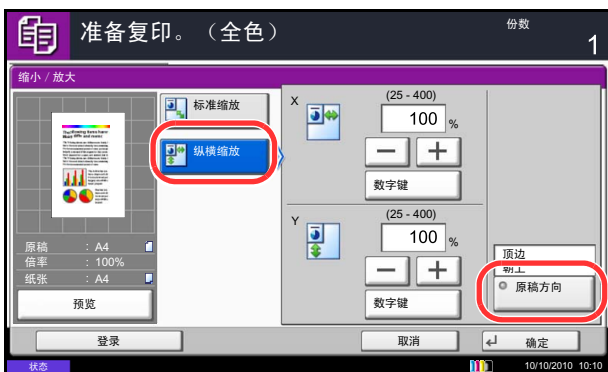 准备复印。（全色）
份数
1
缩小 / 放大
标准缩放
纵横缩放
原稿 : A4
倍率 : 100%
纸张 : A4
预览
X
(25 - 400)
100 %
数字键
Y
(25 - 400)
100 %
数字键
顶边
朝上
原稿方向
登录
取消
确定
状态
10/10/2010 10:10